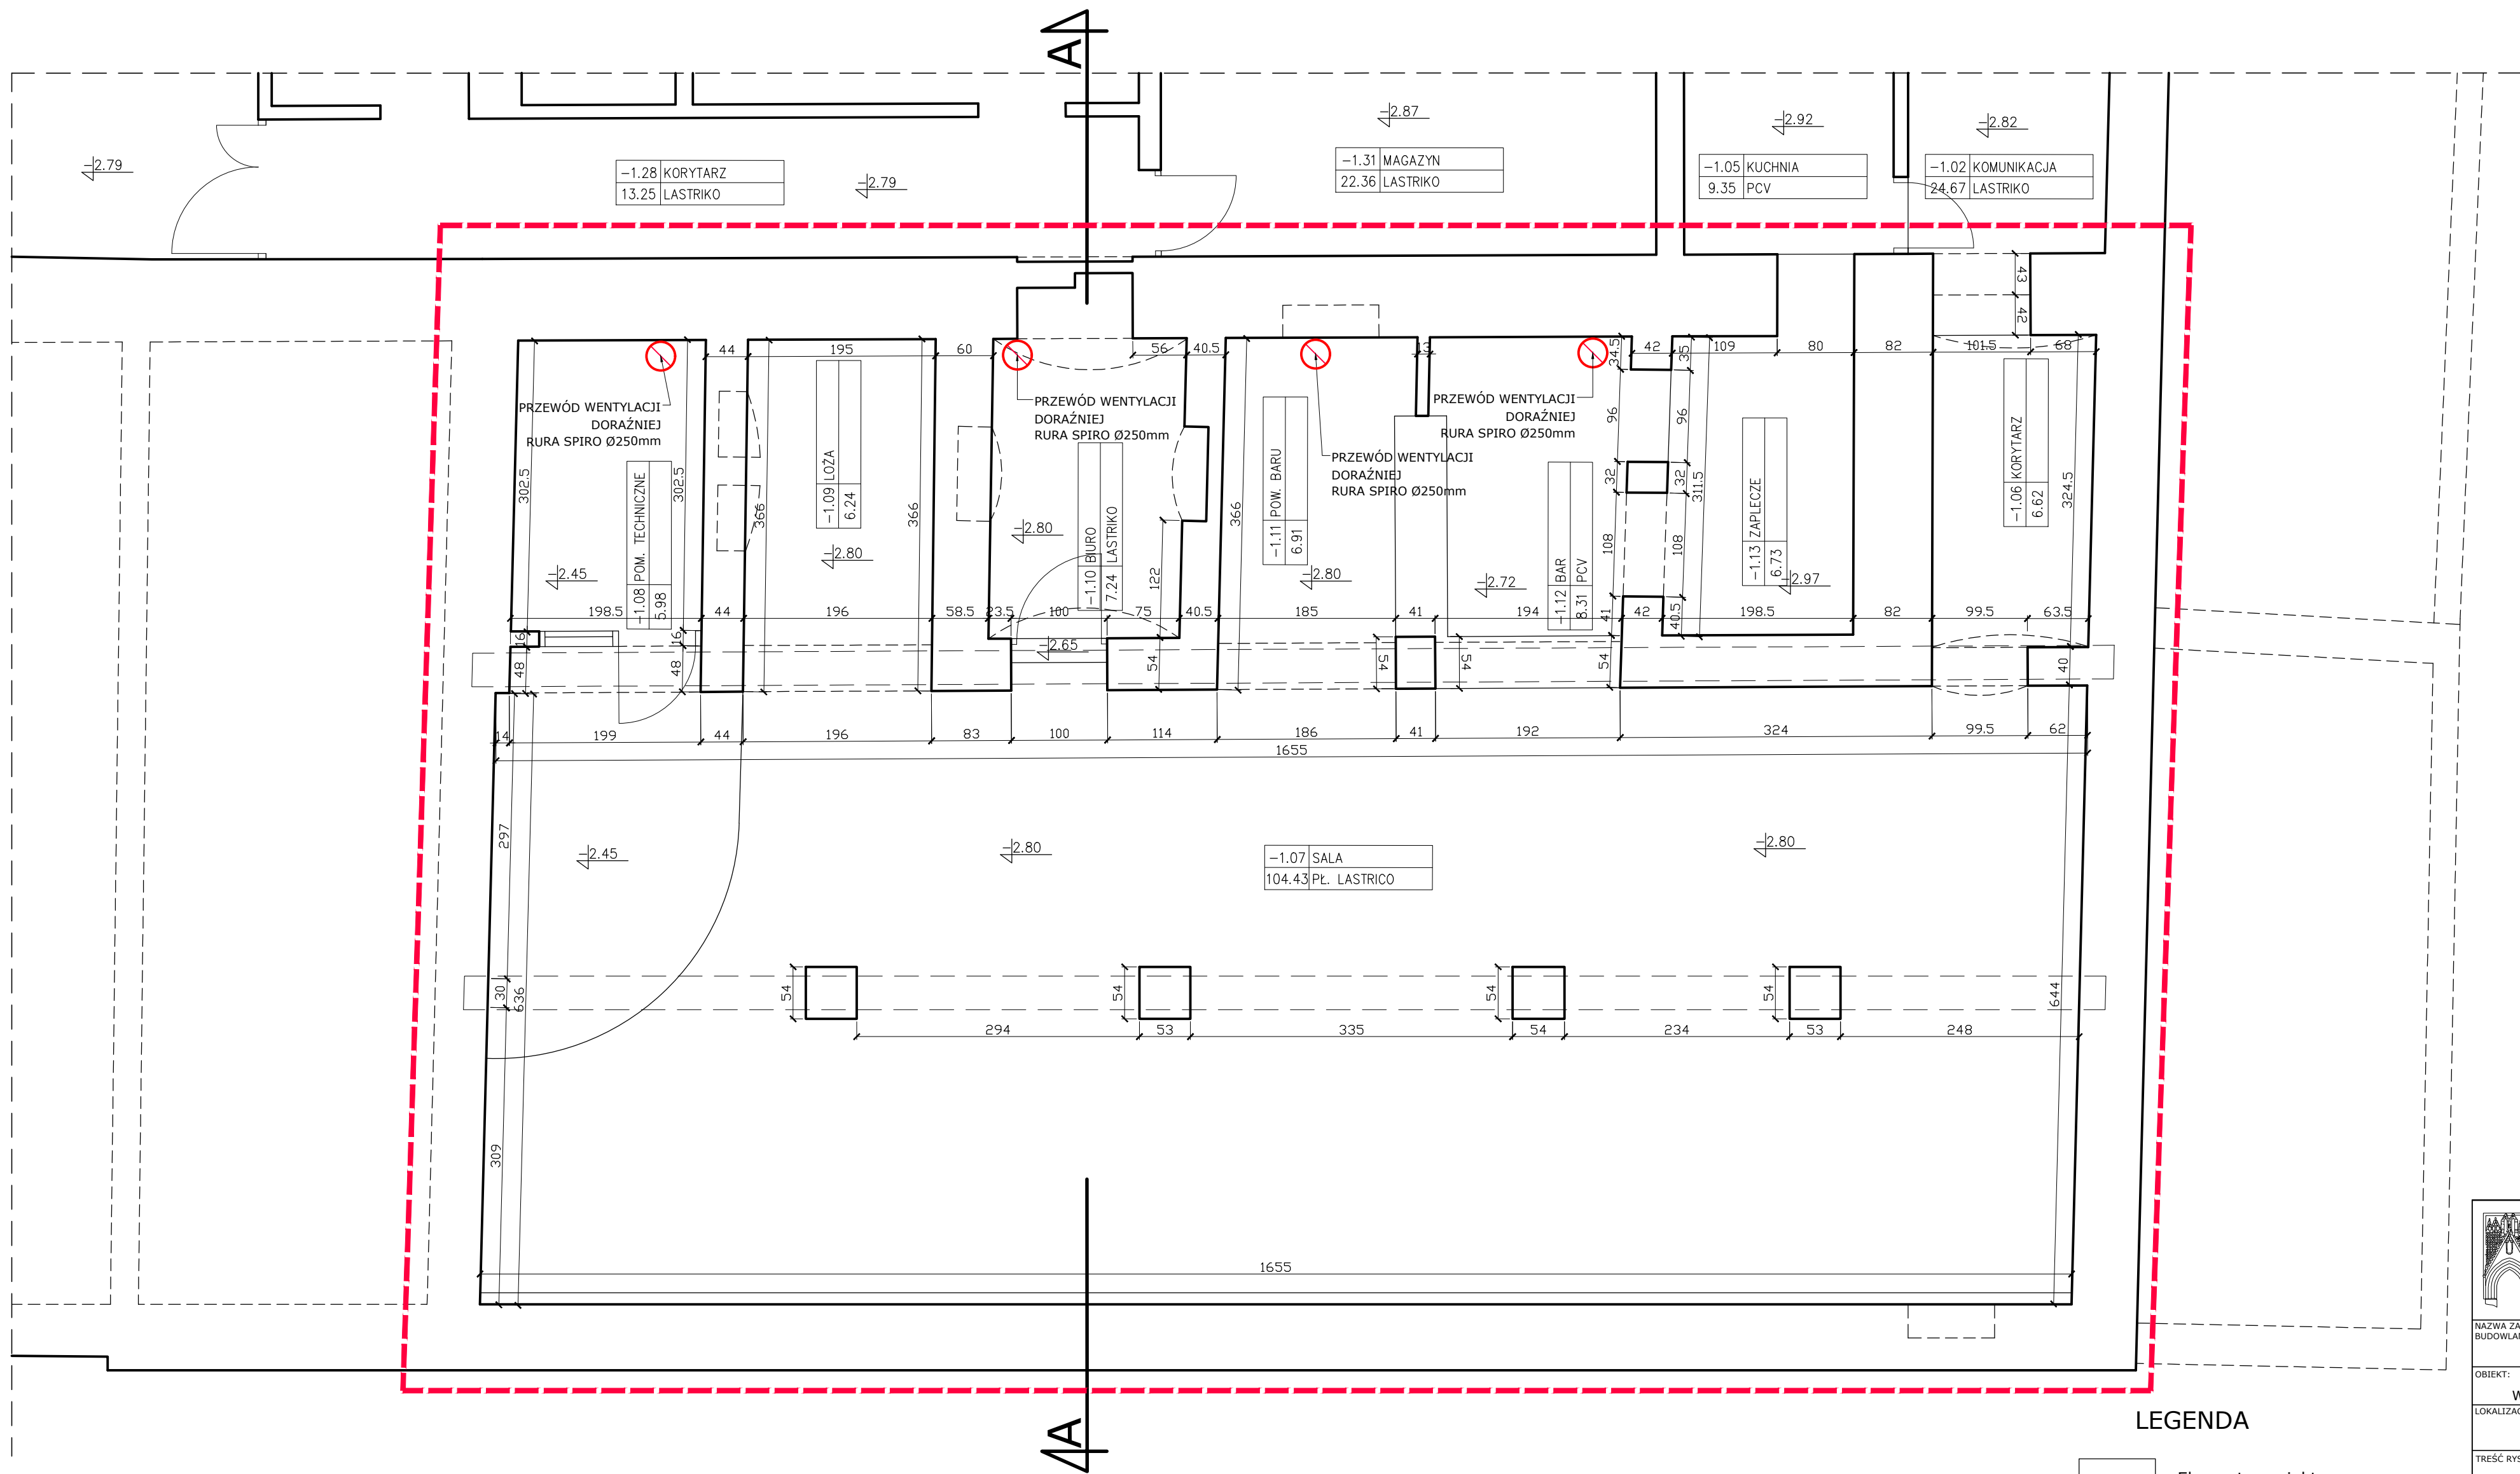 A
-2.79
-1.28 KORYTARZ
13.25 LASTRIKO
-2.79
-2.87
-1.31 MAGAZYN
22.36 LASTRIKO
-2.92
-1.05 KUCHNIA
9.35 PCV
-2.82
-1.02 KOMUNIKACJA
24.67 LASTRIKO
43
42
44
195
60
56
40.5
13
34.5
42
35
109
80
82
101.5
68
PRZEWÓD WENTYLACJI
DORAŹNIEJ
RURA SPIRO Ø250mm
PRZEWÓD WENTYLACJI
DORAŹNIEJ
RURA SPIRO Ø250mm
PRZEWÓD WENTYLACJI
DORAŹNIEJ
RURA SPIRO Ø250mm
PRZEWÓD WENTYLACJI
DORAŹNIEJ
RURA SPIRO Ø250mm
302.5
302.5
-1.08 POM. TECHNICZNE
5.98
-2.45
366
-1.09 LOŻA
6.24
-2.80
366
-2.80
-1.10 BIURO
7.24 LASTRIKO
122
366
-1.11 POW. BARU
6.91
-2.80
-2.72
-1.12 BAR
8.31 PCV
96
32
108
41
96
32
108
40.5
311.5
-1.13 ZAPLECZE
6.73
-2.97
-1.06 KORYTARZ
6.62
324.5
198.5
44
196
58.5
23.5
100
75
40.5
185
41
194
42
198.5
82
99.5
63.5
16
48
16
48
-2.65
54
54
54
54
40
14
199
44
196
83
100
114
186
41
192
324
99.5
62
1655
297
-2.45
-2.80
-1.07 SALA
104.43 PŁ. LASTRICO
-2.80
30
636
54
54
54
54
644
294
53
335
54
234
53
248
309
1655
A
LEGENDA
NAZWA ZA
OBIEKT:
W
TREŚĆ RYS